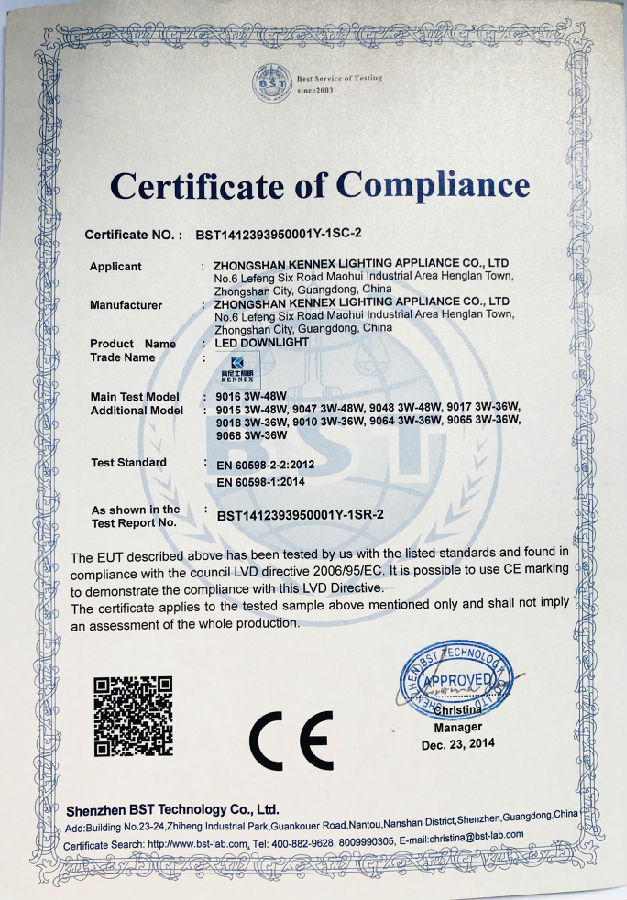 BST
Best Service of Testing
since2003
Certificate of Compliance
Certificate NO. : BST1412393950001Y-1SC-2
Applicant : ZHONGSHAN KENNEX LIGHTING APPLIANCE CO., LTD
No.6 Lefeng Six Road Maohui Industrial Area Henglan Town,
Zhongshan City, Guangdong, China
Manufacturer : ZHONGSHAN KENNEX LIGHTING APPLIANCE CO., LTD
No.6 Lefeng Six Road Maohui Industrial Area Henglan Town,
Zhongshan City, Guangdong, China
Product Name : LED DOWNLIGHT
Trade Name :
KENNEX
Main Test Model : 9016 3W-48W
Additional Model : 9015 3W-48W, 9047 3W-48W, 9048 3W-48W, 9017 3W-36W,
9018 3W-36W, 9010 3W-36W, 9064 3W-36W, 9065 3W-36W,
9066 3W-36W
Test Standard : EN 60598-2-2:2012
EN 60598-1:2014
As shown in the
Test Report No. : BST1412393950001Y-1SR-2
The EUT described above has been tested by us with the listed standards and found in
compliance with the council LVD directive 2006/95/EC. It is possible to use CE marking
to demonstrate the compliance with this LVD Directive.
The certificate applies to the tested sample above mentioned only and shall not imply
an assessment of the whole production.
CE
SHENZHEN BST TECHNOLOGY
APPROVED
Christina
Manager
Dec. 23, 2014
Shenzhen BST Technology Co., Ltd.
Add:Building No.23-24,Zhiheng Industrial Park,Guankouer Road,Nantou,Nanshan District,Shenzhen,Guangdong,China
Certificate Search: http://www.bst-lab.com, Tel: 400-882-9628 8009990305, E-mail:christina@bst-lab.com